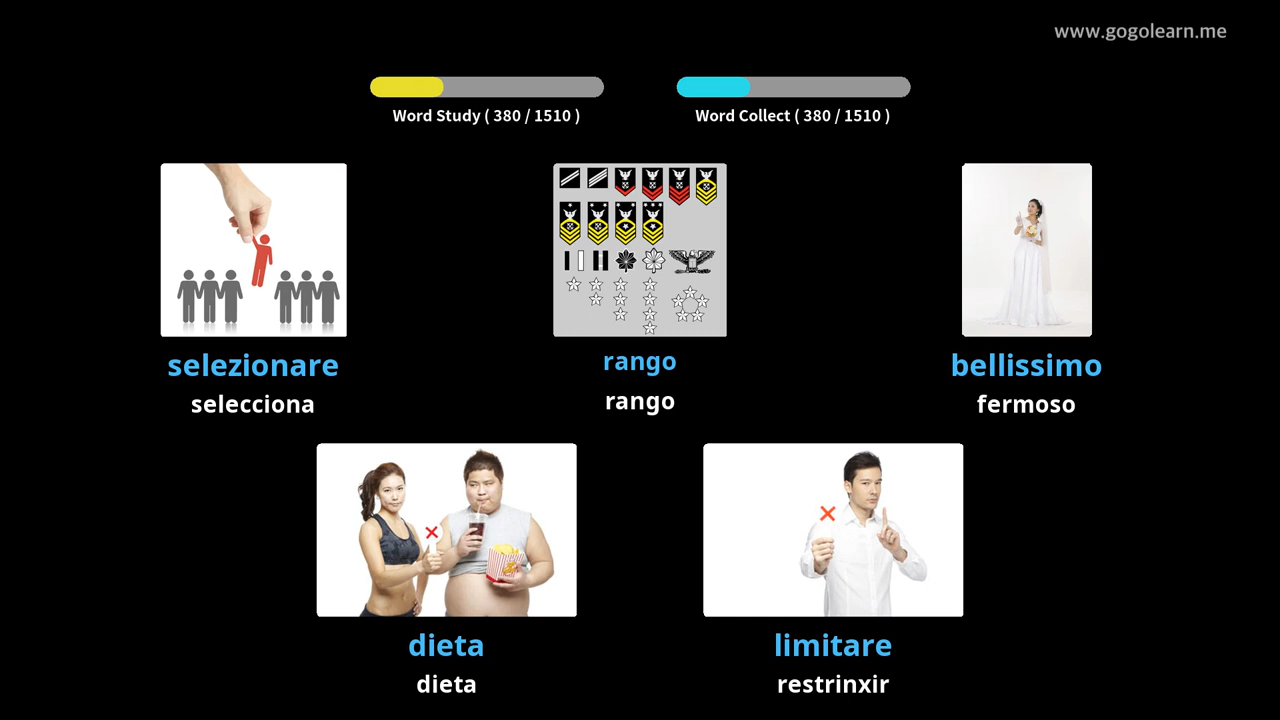 www.gogolearn.me
Word Study ( 380 / 1510 )
Word Collect ( 380 / 1510 )
selezionare
selecciona
rango
rango
bellissimo
fermoso
dieta
dieta
limitare
restrinxir